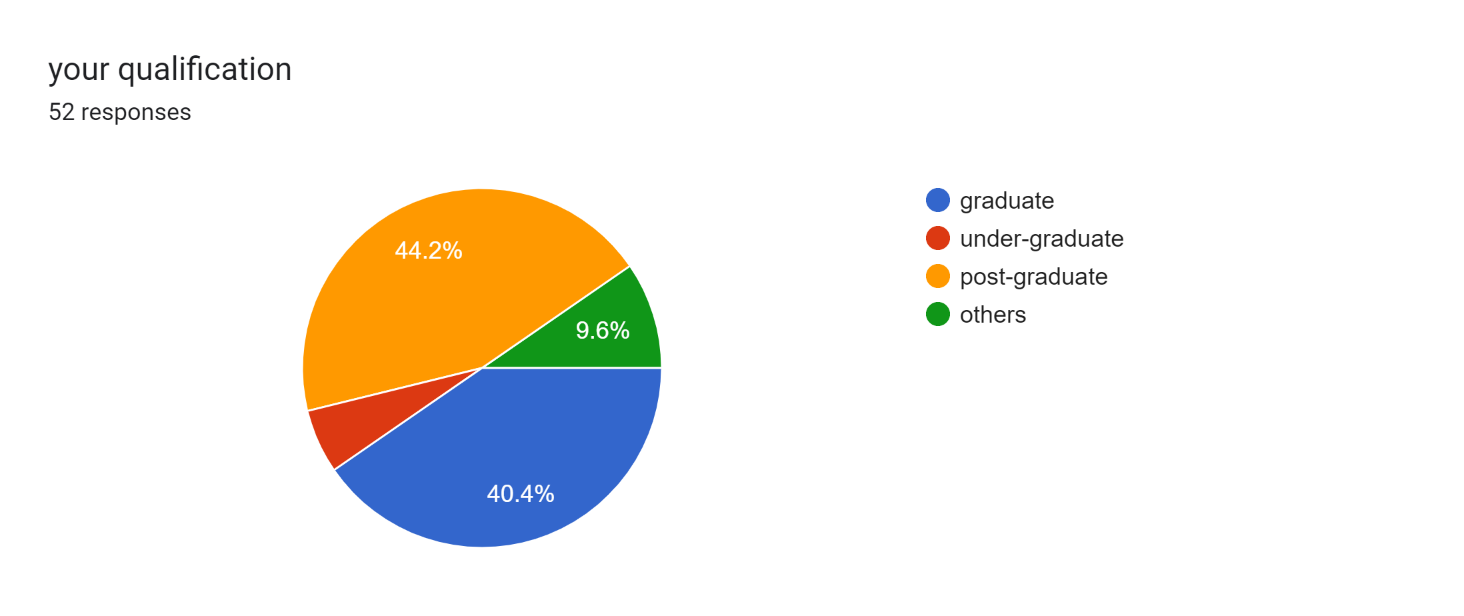 your qualification
52 responses
44.2%
9.6%
40.4%
graduate
under-graduate
post-graduate
others